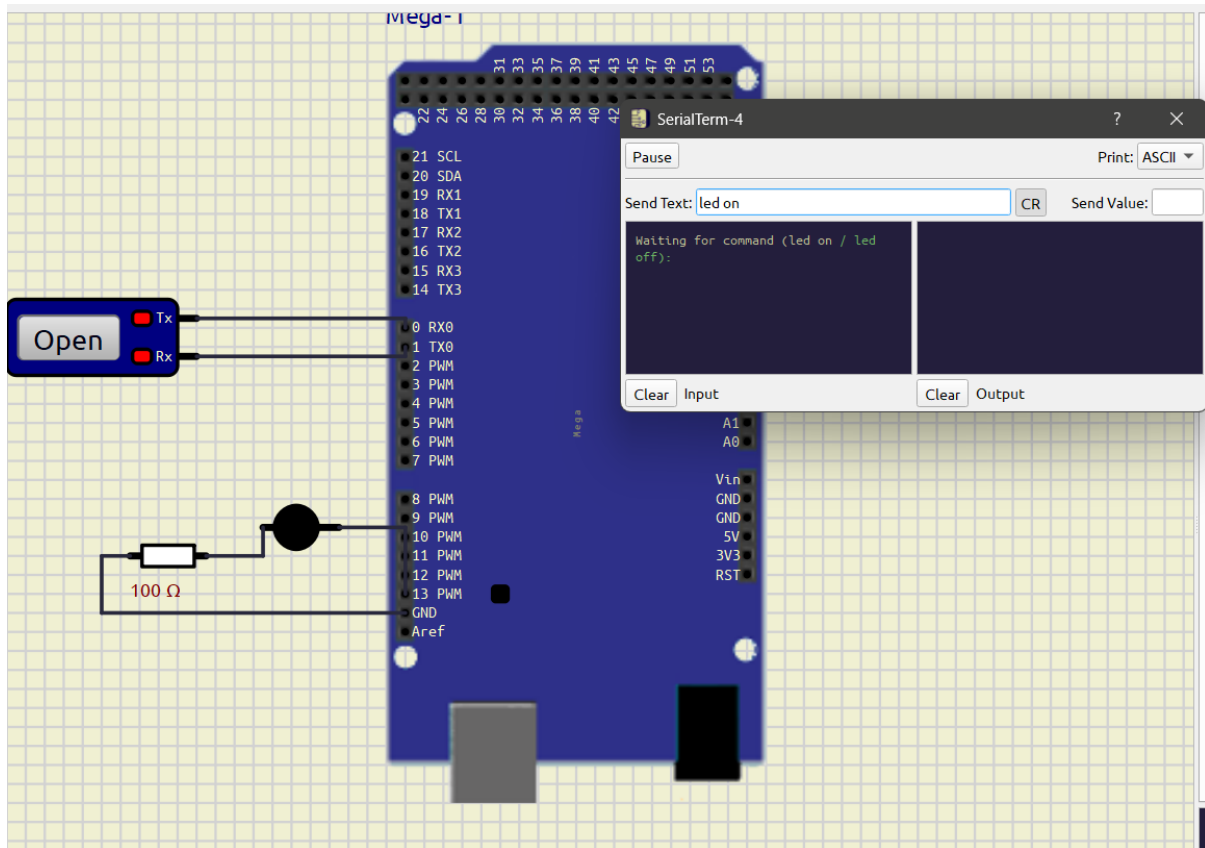 Mega-1
31 33 35 37 39 41 43 45 47 49 51 53
22 24 26 28 30 32 34 36 38 40 42
SerialTerm-4
?
Pause
Print: ASCII
Send Text: led on
CR
Send Value:
Waiting for command (led on / led
off):
Clear Input
Clear Output
21 SCL
20 SDA
19 RX1
18 TX1
17 RX2
16 TX2
15 RX3
14 TX3
Open
Tx
Rx
0 RX0
1 TX0
2 PWM
3 PWM
4 PWM
5 PWM
6 PWM
7 PWM
Mega
A1
A0
Vin
GND
GND
5V
3V3
RST
8 PWM
9 PWM
10 PWM
11 PWM
12 PWM
13 PWM
GND
Aref
100 Ω